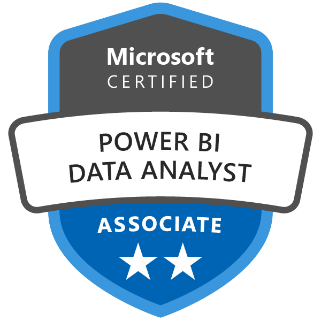 Microsoft
CERTIFIED
POWER BI
DATA ANALYST
ASSOCIATE